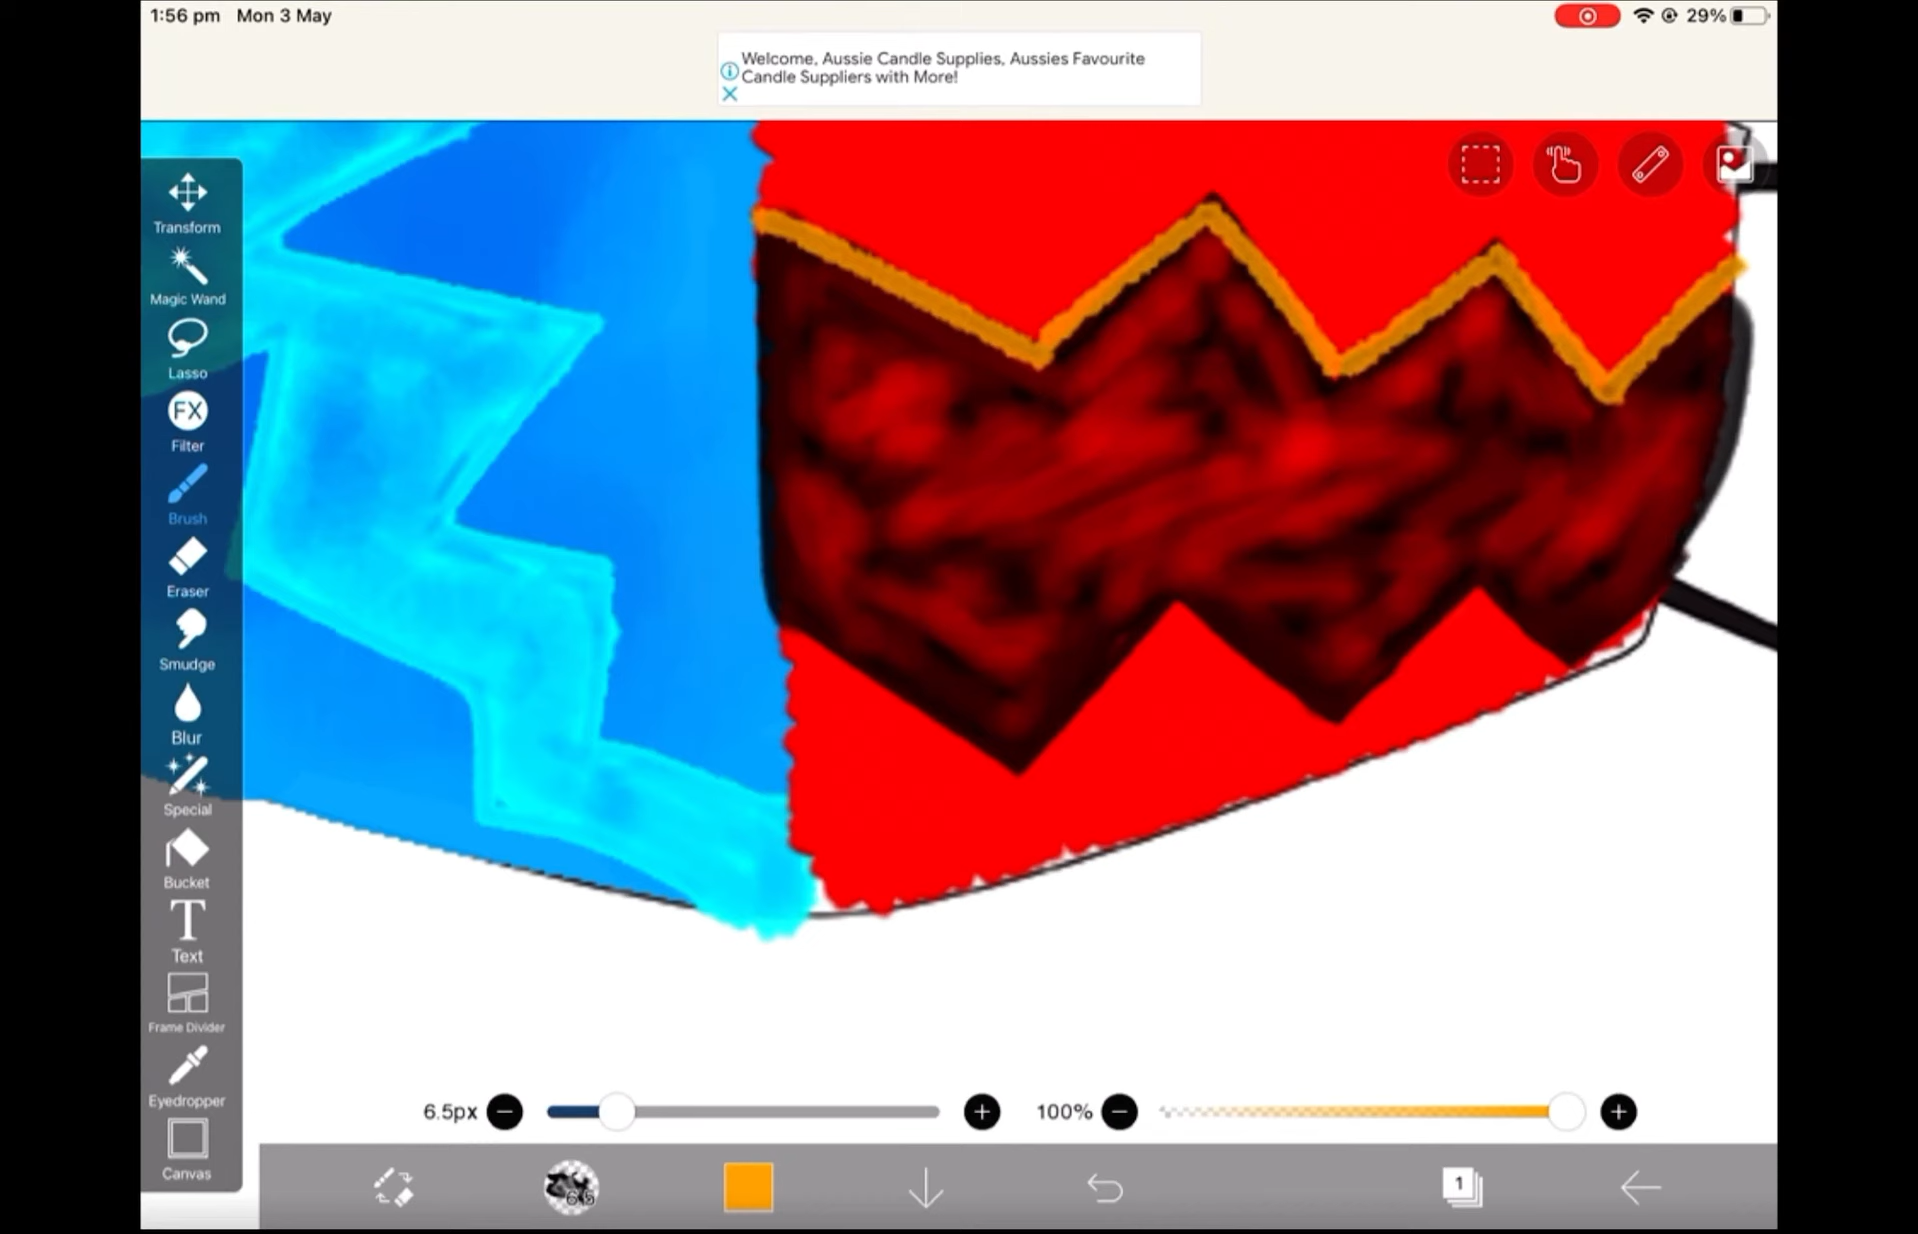 1:56 pm Mon 3 May
29%
Welcome, Aussie Candle Supplies, Aussies Favourite
Candle Suppliers with More!
Transform
Magic Wand
Lasso
FX
Filter
Brush
Eraser
Smudge
Blur
Special
Bucket
T
Text
Frame Divider
Eyedropper
Canvas
6.5px
100%
6.5
1